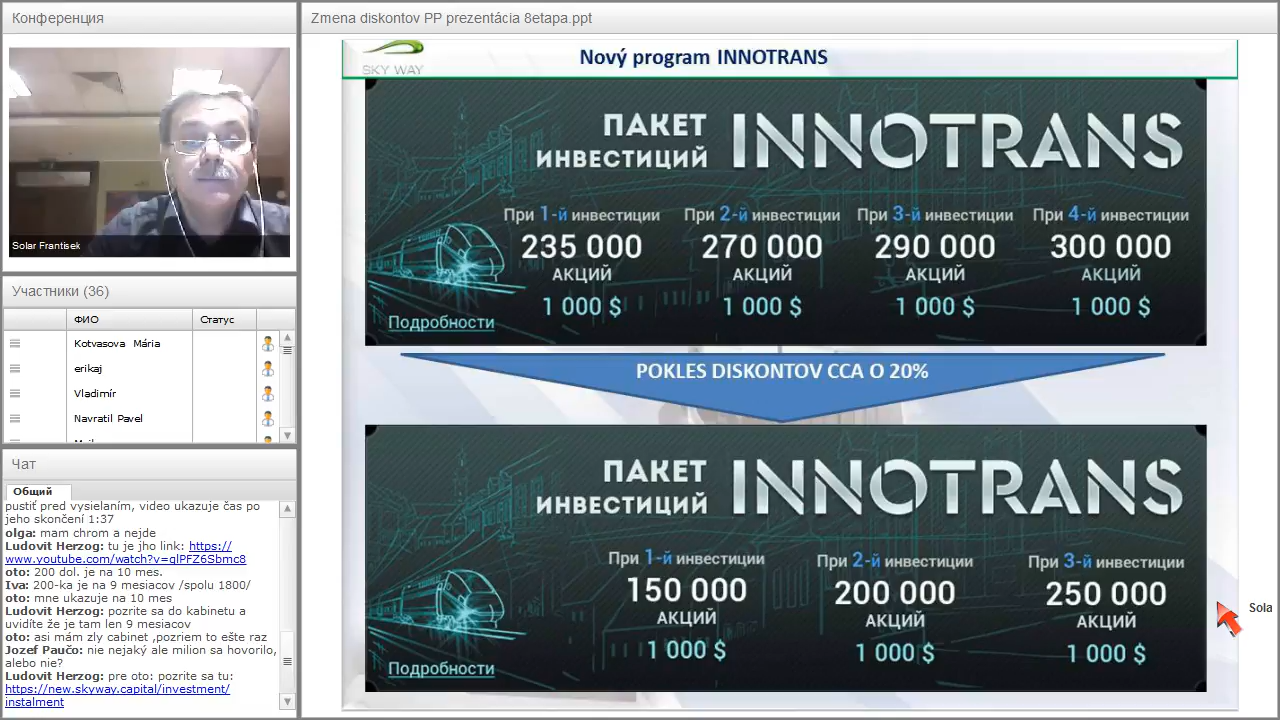 Конференция
Solar Frantisek
Участники (36)
ФИО
Статус
Kotvasova Mária
erikaj
Vladimír
Navratil Pavel
Чат
Общий
pustiť pred vysielaním, video ukazuje čas po
jeho skončení 1:37
olga: mam chrom a nejde
Ludovit Herzog: tu je jho link: https://
www.youtube.com/watch?v=qlPFZ6Sbmc8
oto: 200 dol. je na 10 mes.
Iva: 200-ka je na 9 mesiacov /spolu 1800/
oto: mne ukazuje na 10 mes
Ludovit Herzog: pozrite sa do kabinetu a
uvidíte že je tam len 9 mesiacov
oto: asi mám zly cabinet ,pozriem to ešte raz
Jozef Paučo: nie nejaký ale milion sa hovorilo,
alebo nie?
Ludovit Herzog: pre oto: pozrite sa tu:
https://new.skyway.capital/investment/
instalment
Zmena diskontov PP prezentácia 8etapa.ppt
SKY WAY
Nový program INNOTRANS
ПАКЕТ
ИНВЕСТИЦИЙ
INNOTRANS
При 1-й инвестиции
235 000
АКЦИЙ
1 000 $
При 2-й инвестиции
270 000
АКЦИЙ
1 000 $
При 3-й инвестиции
290 000
АКЦИЙ
1 000 $
При 4-й инвестиции
300 000
АКЦИЙ
1 000 $
Подробности
POKLES DISKONTOV CCA O 20%
ПАКЕТ
ИНВЕСТИЦИЙ
INNOTRANS
При 1-й инвестиции
150 000
АКЦИЙ
1 000 $
При 2-й инвестиции
200 000
АКЦИЙ
1 000 $
При 3-й инвестиции
250 000
АКЦИЙ
1 000 $
Подробности
Sola